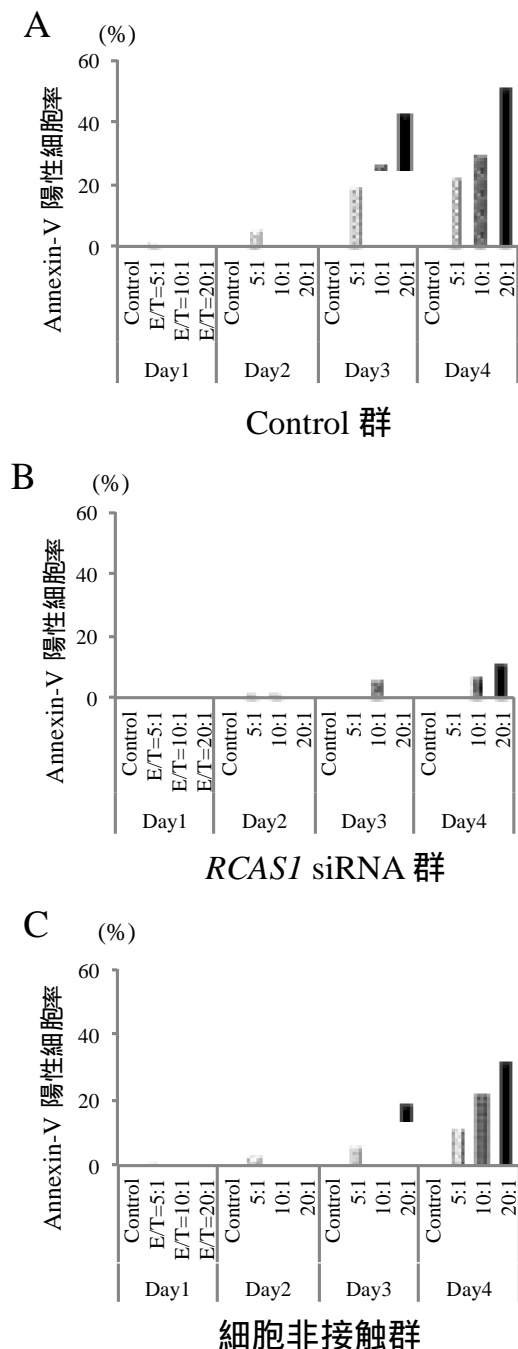 A
(%)
60
40
20
0
Annexin-V 陽性細胞率
Control E/T=5:1 E/T=10:1 E/T=20:1 Control 5:1 10:1 20:1 Control 5:1 10:1 20:1 Control 5:1 10:1 20:1
Day1 Day2 Day3 Day4
Control 群
B
(%)
60
40
20
0
Annexin-V 陽性細胞率
Control E/T=5:1 E/T=10:1 E/T=20:1 Control 5:1 10:1 20:1 Control 5:1 10:1 20:1 Control 5:1 10:1 20:1
Day1 Day2 Day3 Day4
RCAS1 siRNA 群
C
(%)
60
40
20
0
Annexin-V 陽性細胞率
Control E/T=5:1 E/T=10:1 E/T=20:1 Control 5:1 10:1 20:1 Control 5:1 10:1 20:1 Control 5:1 10:1 20:1
Day1 Day2 Day3 Day4
細胞非接触群